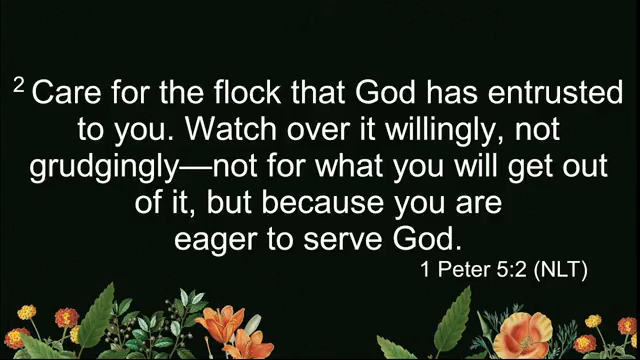 2 Care for the flock that God has entrusted
to you. Watch over it willingly, not
grudgingly—not for what you will get out
of it, but because you are
eager to serve God.
1 Peter 5:2 (NLT)